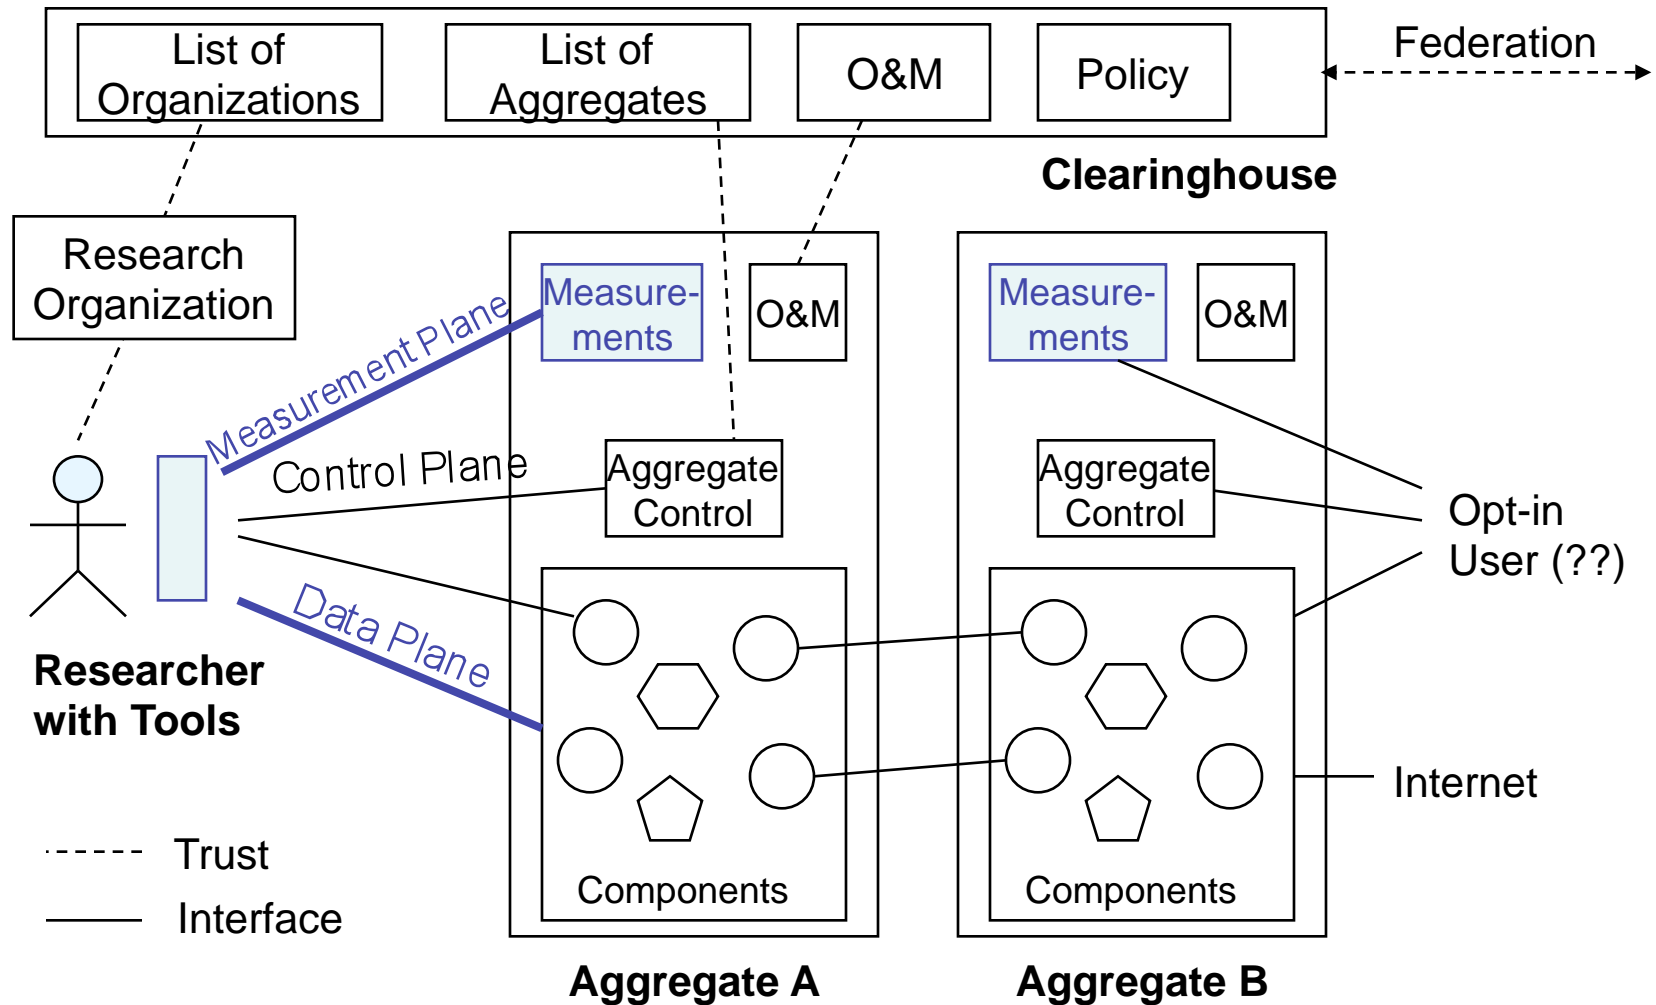 List of
Organizations
List of
Aggregates
O&M
Policy
Federation
Clearinghouse
Research
Organization
Measure-
ments
O&M
Measure-
ments
O&M
Measurement Plane
Control Plane
Aggregate
Control
Aggregate
Control
Opt-in
User (??)
Data Plane
Researcher
with Tools
Internet
Trust
Interface
Components
Components
Aggregate A
Aggregate B